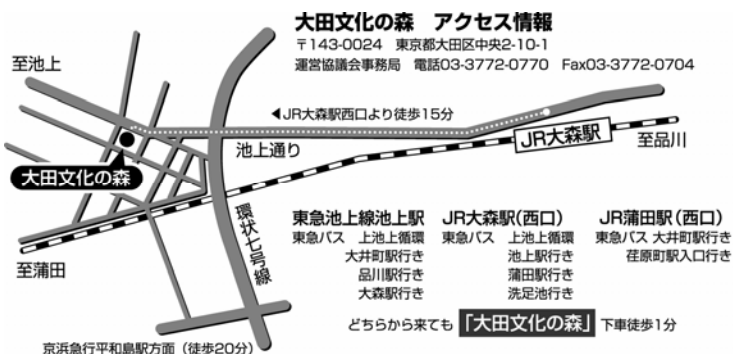 大田文化の森 アクセス情報
〒143-0024 東京都大田区中央2-10-1
運営協議会事務局 電話03-3772-0770 Fax03-3772-0704
至池上
◀JR大森駅西口より徒歩15分
池上通り
JR大森駅
至品川
大田文化の森
環状七号線
至蒲田
京浜急行平和島駅方面（徒歩20分）
東急池上線池上駅
東急バス 上池上循環
大井町駅行き
品川駅行き
大森駅行き
JR大森駅(西口)
東急バス 上池上循環
池上駅行き
蒲田駅行き
洗足池行き
JR蒲田駅(西口)
東急バス 大井町駅行き
荏原町駅入口行き
どちらから来ても「大田文化の森」下車徒歩1分